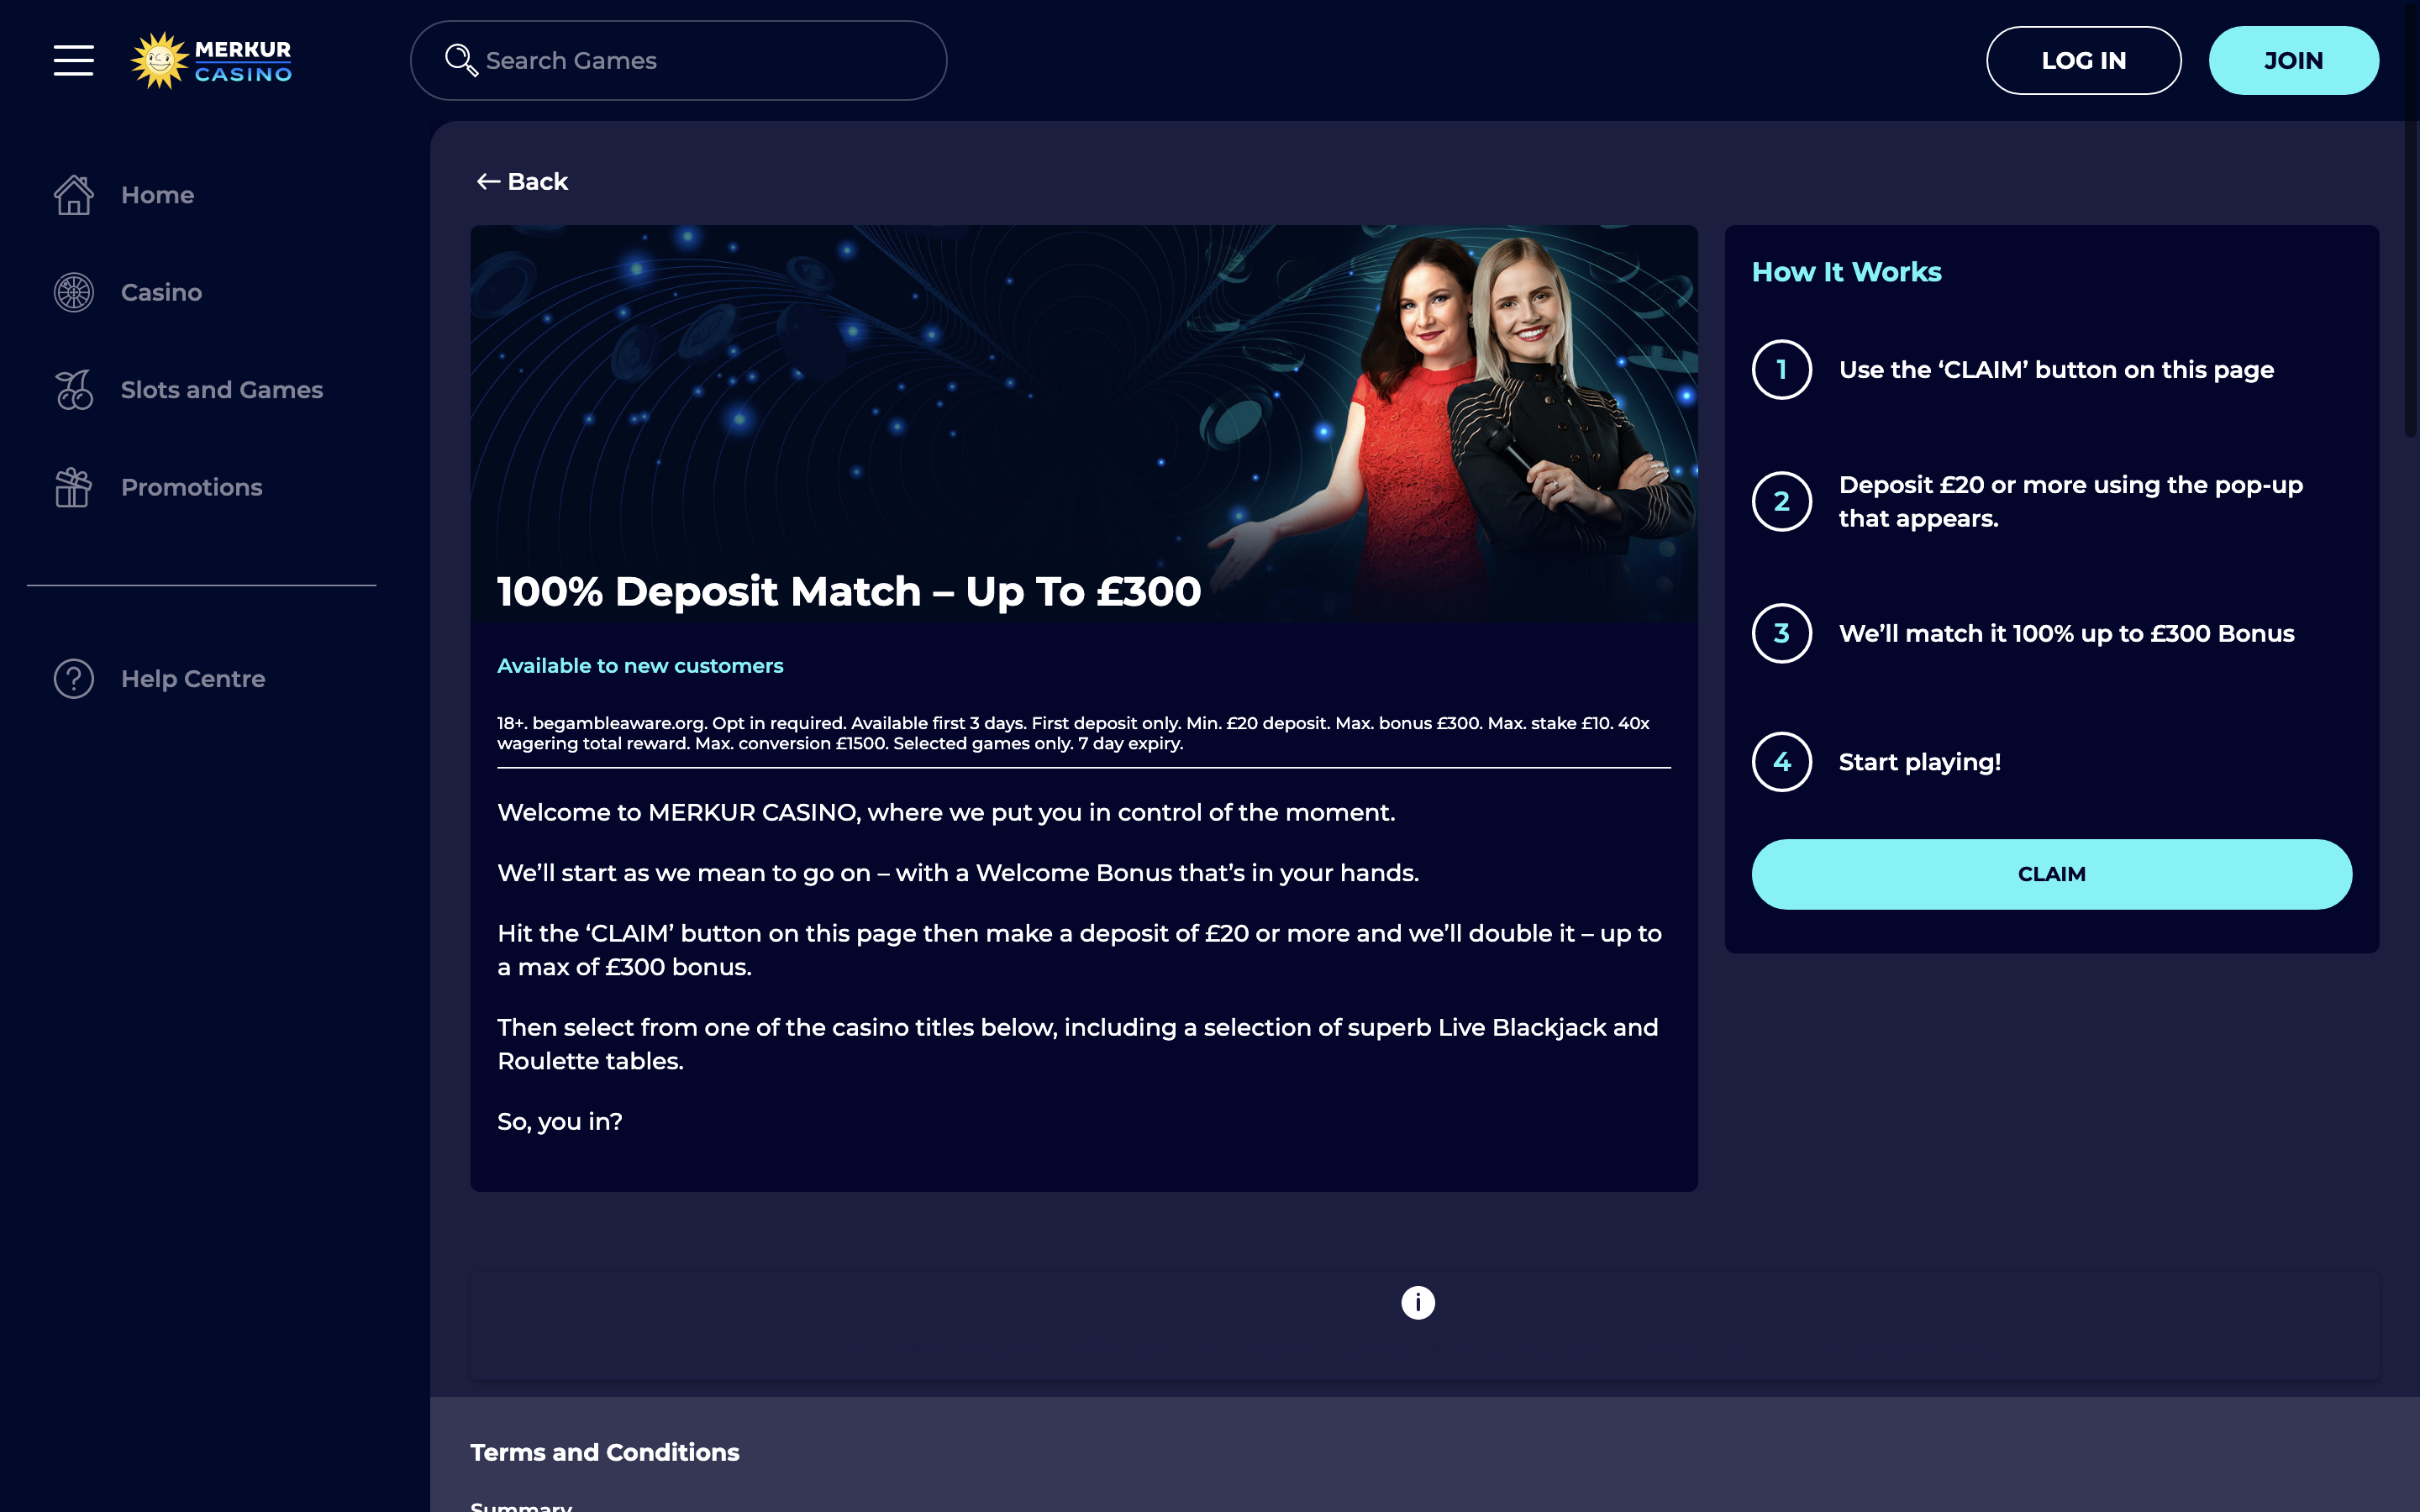 MERKUR
CASINO
Search Games
LOG IN
JOIN
Home
Casino
Slots and Games
Promotions
Help Centre
Back
100% Deposit Match – Up To £300
Available to new customers
18+. begambleaware.org. Opt in required. Available first 3 days. First deposit only. Min. £20 deposit. Max. bonus £300. Max. stake £10. 40x
wagering total reward. Max. conversion £1500. Selected games only. 7 day expiry.
Welcome to MERKUR CASINO, where we put you in control of the moment.
We’ll start as we mean to go on – with a Welcome Bonus that’s in your hands.
Hit the ‘CLAIM’ button on this page then make a deposit of £20 or more and we’ll double it – up to
a max of £300 bonus.
Then select from one of the casino titles below, including a selection of superb Live Blackjack and
Roulette tables.
So, you in?
How It Works
1
Use the ‘CLAIM’ button on this page
2
Deposit £20 or more using the pop-up
that appears.
3
We’ll match it 100% up to £300 Bonus
4
Start playing!
CLAIM
i
Terms and Conditions
Summary